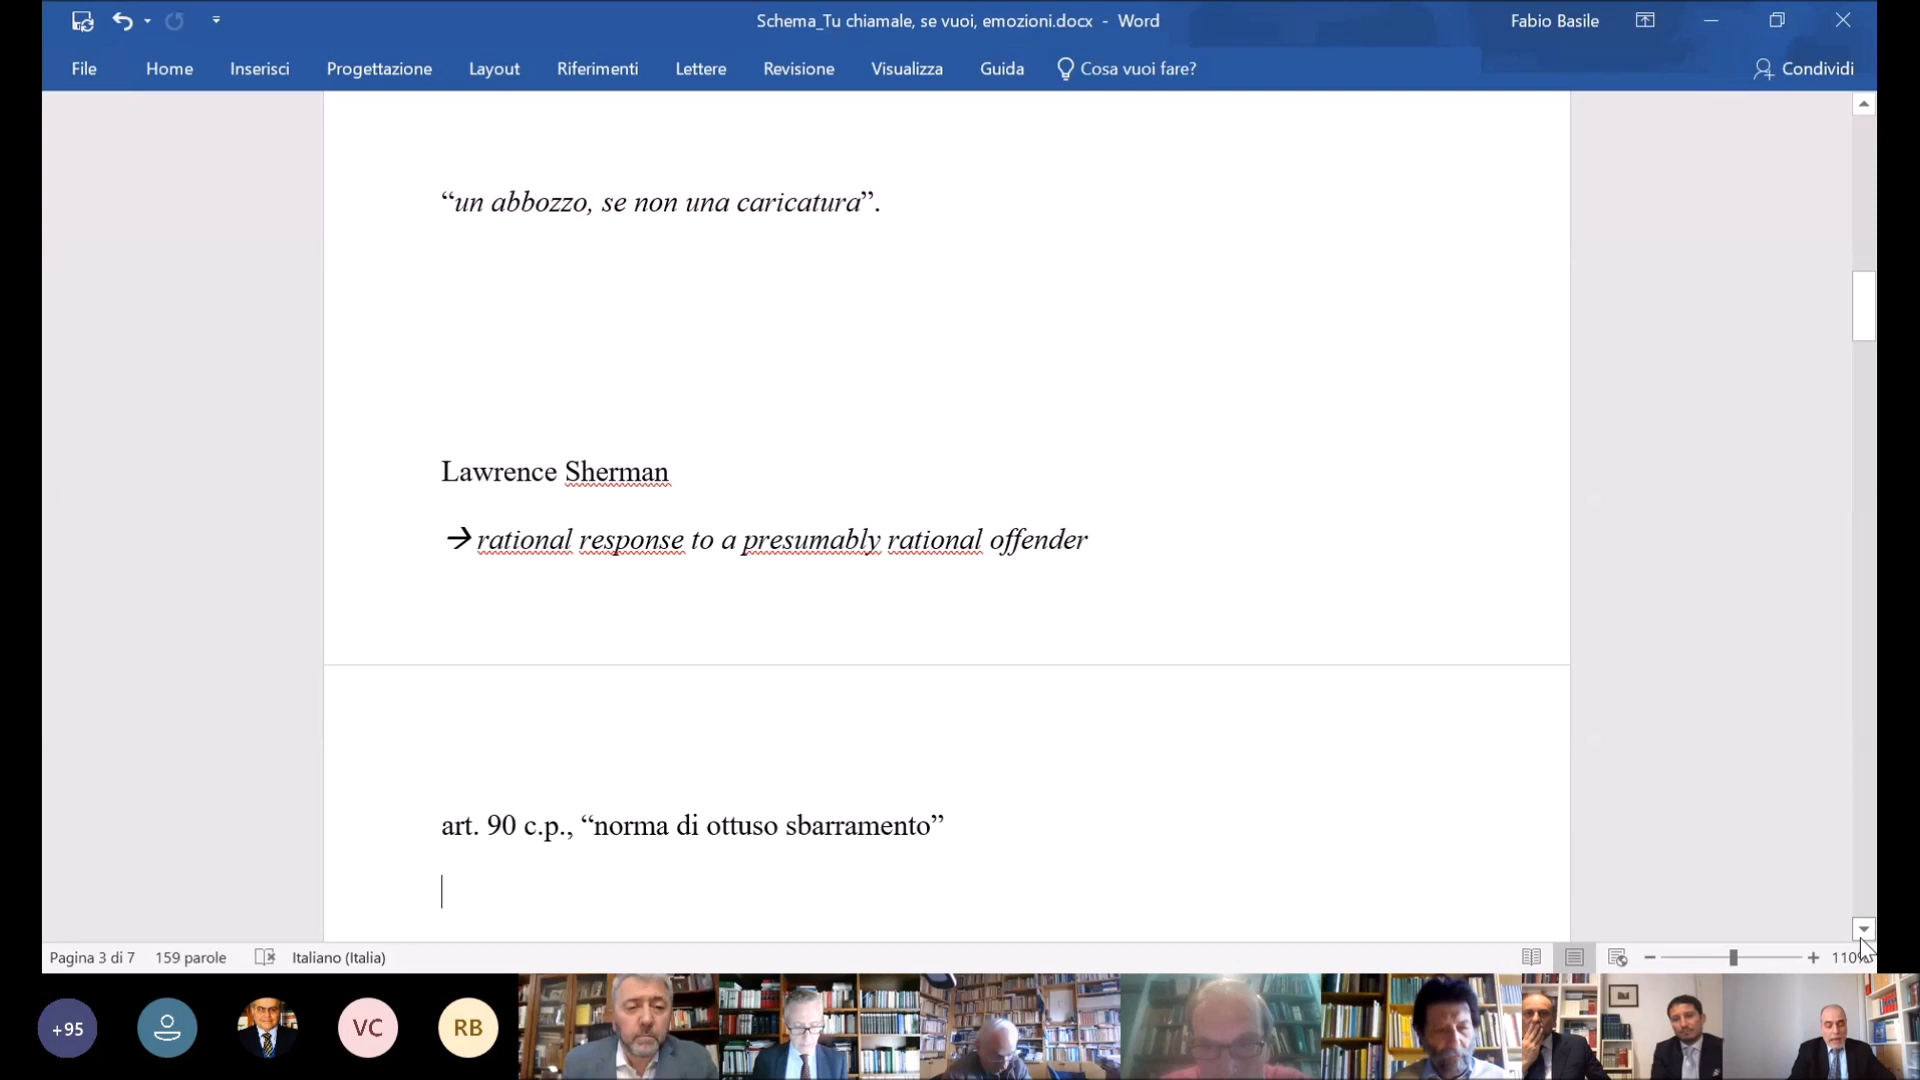 Schema_Tu chiamale, se vuoi, emozioni.docx - Word
Fabio Basile
File Home Inserisci Progettazione Layout Riferimenti Lettere Revisione Visualizza Guida Cosa vuoi fare? Condividi
“un abbozzo, se non una caricatura”.
Lawrence Sherman
→ rational response to a presumably rational offender
art. 90 c.p., “norma di ottuso sbarramento”
Pagina 3 di 7 159 parole Italiano (Italia) 110%
+95 VC RB